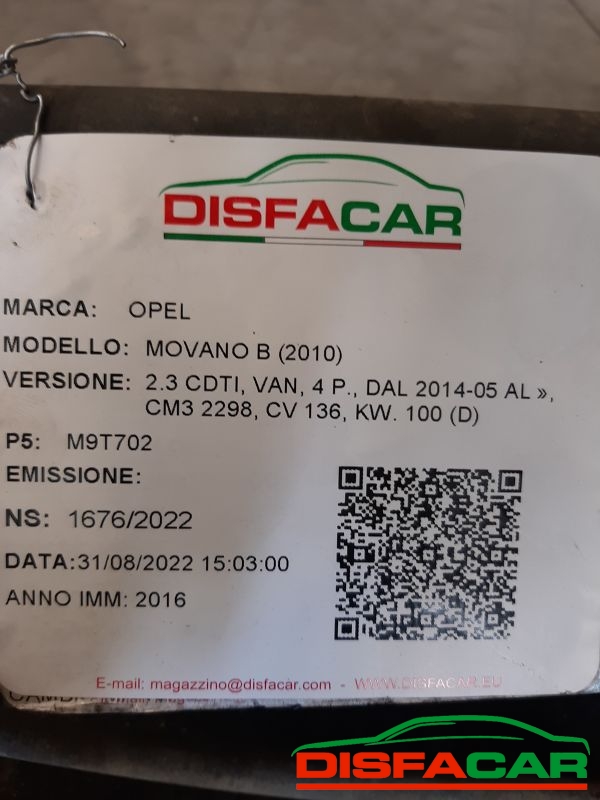 DISFACAR
MARCA: OPEL
MODELLO: MOVANO B (2010)
VERSIONE: 2.3 CDTI, VAN, 4 P., DAL 2014-05 AL »,
CM3 2298, CV 136, KW. 100 (D)
P5: M9T702
EMISSIONE:
NS: 1676/2022
DATA:31/08/2022 15:03:00
ANNO IMM: 2016
E-mail: magazzino@disfacar.com - WWW.DISFACAR.EU
DISFACAR